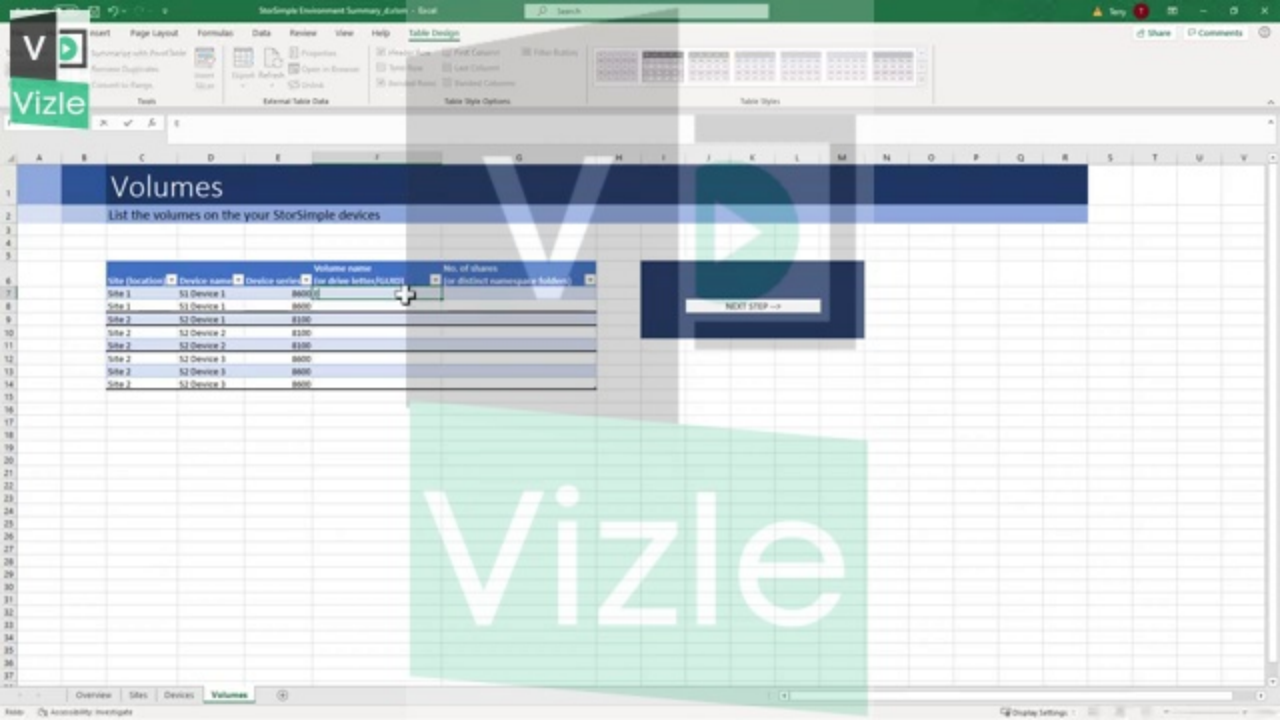 StorSimple Environment Summary_d.xlsm - Excel
Search
Terry
Insert
Page Layout
Formulas
Data
Review
View
Help
Table Design
Share
Comments
Summarize with PivotTable
Remove Duplicates
Convert to Range
Insert
Slicer
Export
Refresh
Properties
Open in Browser
Unlink
Header Row
First Column
Filter Button
Total Row
Last Column
Banded Rows
Banded Columns
Tools
External Table Data
Table Style Options
Table Styles
V
Vizle
A B C D E F G H I J K L M N O P Q R S T U V
Volumes
List the volumes on the your StorSimple devices
Site (location) Device name Device series Volume name (or drive letter/GUID) No. of shares (or distinct namespace folders)
Site 1 S1 Device 1 8600
Site 1 S1 Device 1 8600
Site 2 S2 Device 1 8100
Site 2 S2 Device 2 8100
Site 2 S2 Device 2 8100
Site 2 S2 Device 3 8600
Site 2 S2 Device 3 8600
Site 2 S2 Device 3 8600
NEXT STEP -->
V
Vizle
Overview Sites Devices Volumes
Accessibility: Investigate
Display Settings